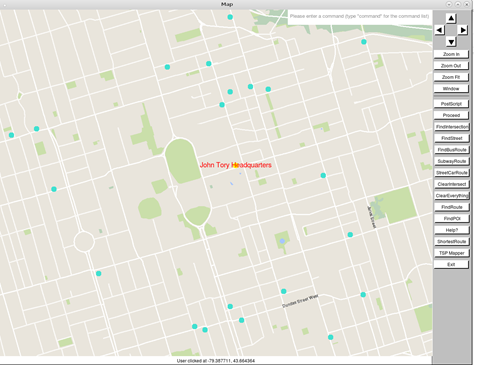 Map
Please enter a command (type "command" for the command list)
Zoom In
Zoom Out
Zoom Fit
Window
PostScript
Proceed
FindIntersection
FindStreet
FindBusRoute
SubwayRoute
StreetCarRoute
ClearIntersect
ClearEverything
FindRoute
FindPOI
Help?
ShortestRoute
TSP Mapper
Exit
John Tory Headquarters
Dundas Street West
User clicked at -79.387711, 43.664364